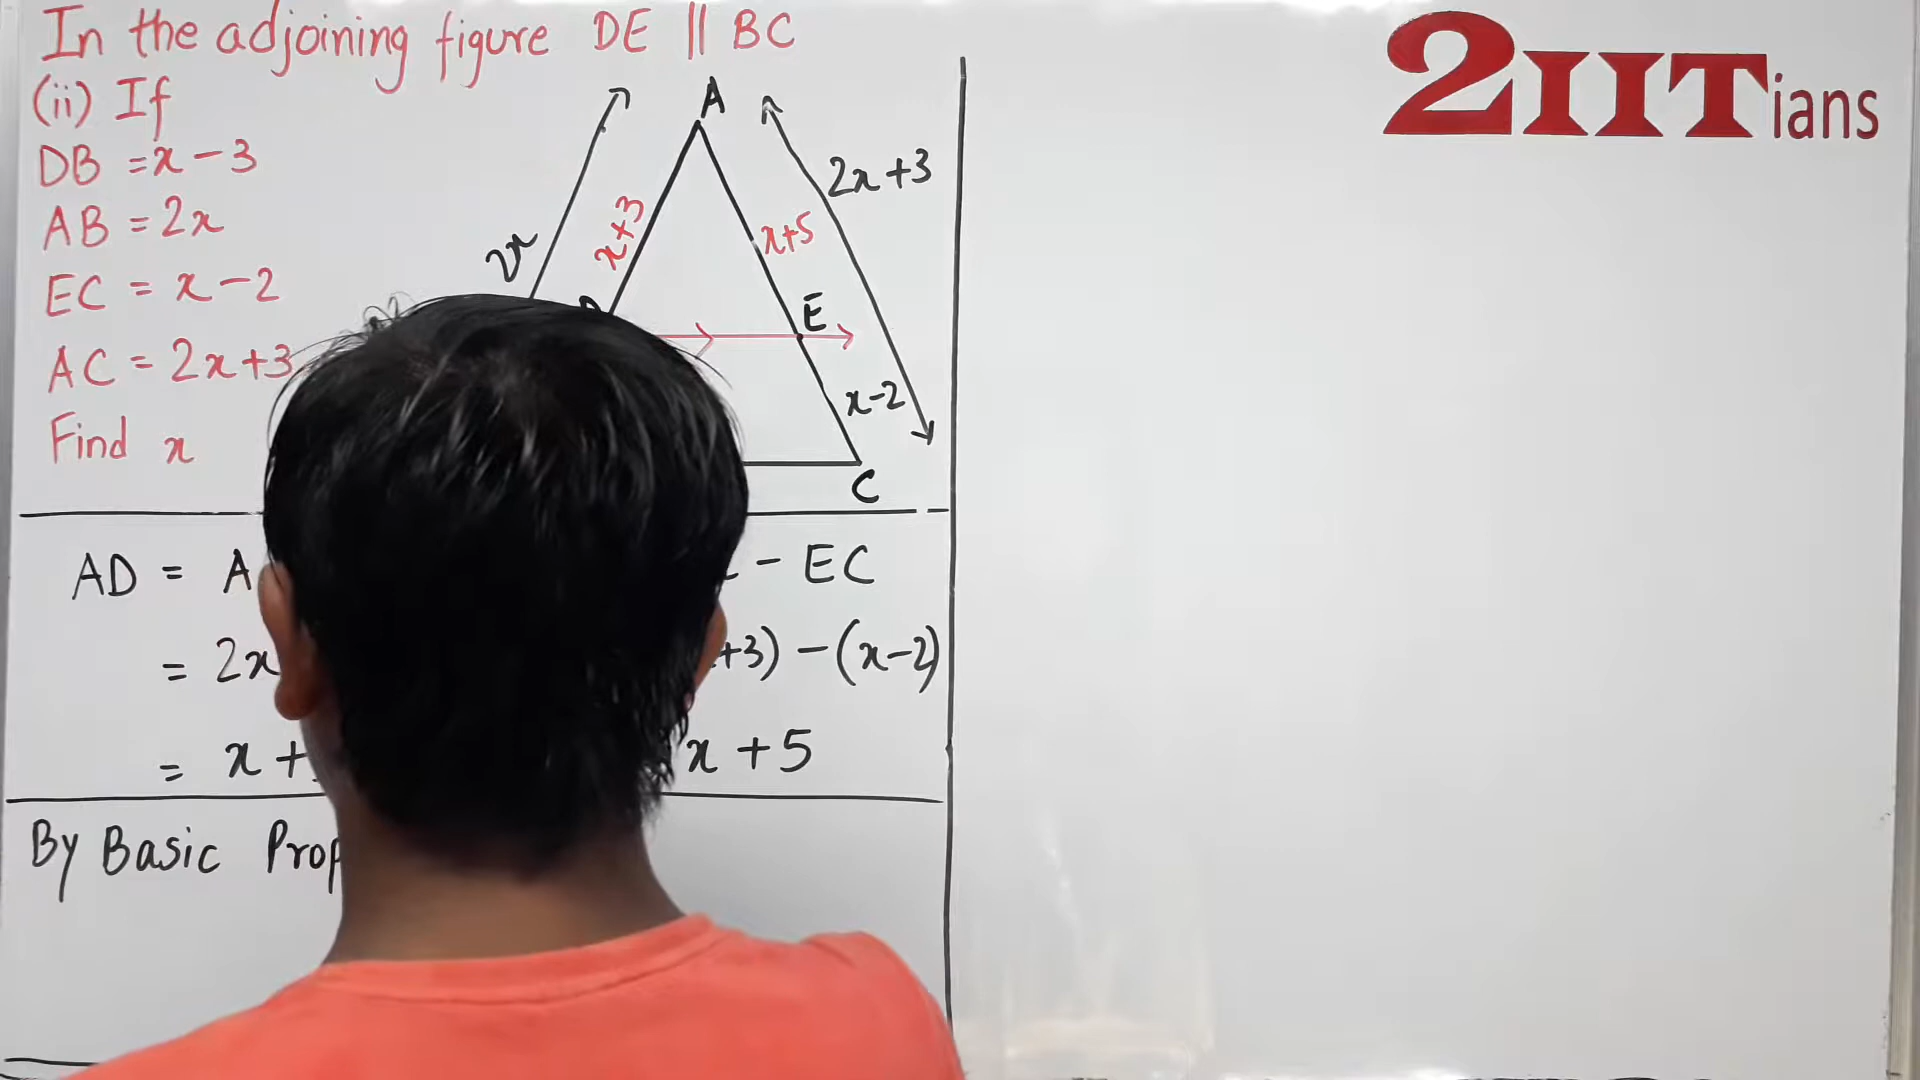 In the adjoining figure DE || BC
(ii) If
DB = x - 3
AB = 2x
EC = x - 2
AC = 2x+3
Find x
A
2x
x+3
x+5
2x+3
E
x-2
C
AD = A - EC
= 2x +3) - (x-2)
= x + x + 5
By Basic
2IITians